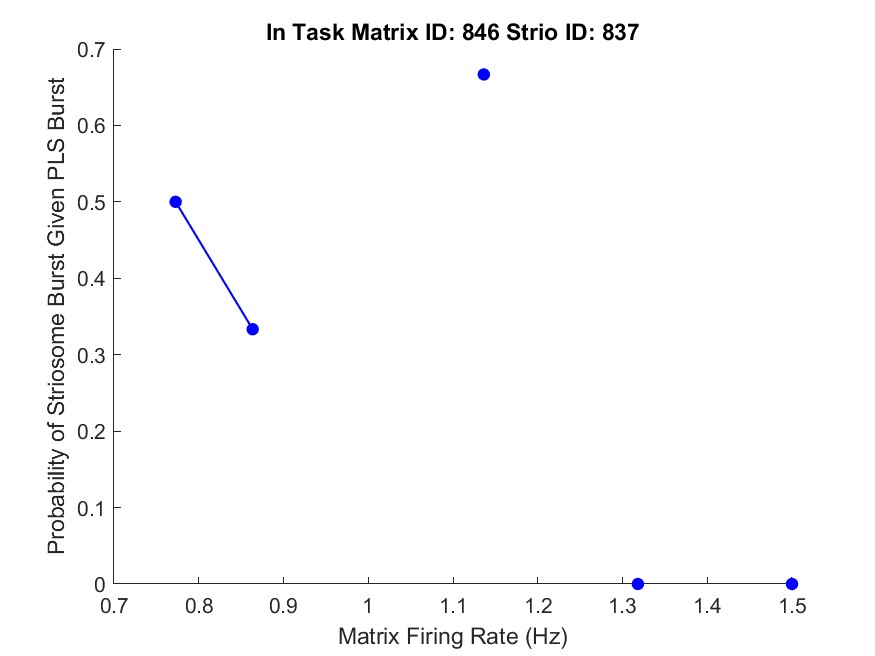 In Task Matrix ID: 846 Strio ID: 837
Probability of Striosome Burst Given PLS Burst
0.7
0.6
0.5
0.4
0.3
0.2
0.1
0
0.7 0.8 0.9 1 1.1 1.2 1.3 1.4 1.5
Matrix Firing Rate (Hz)